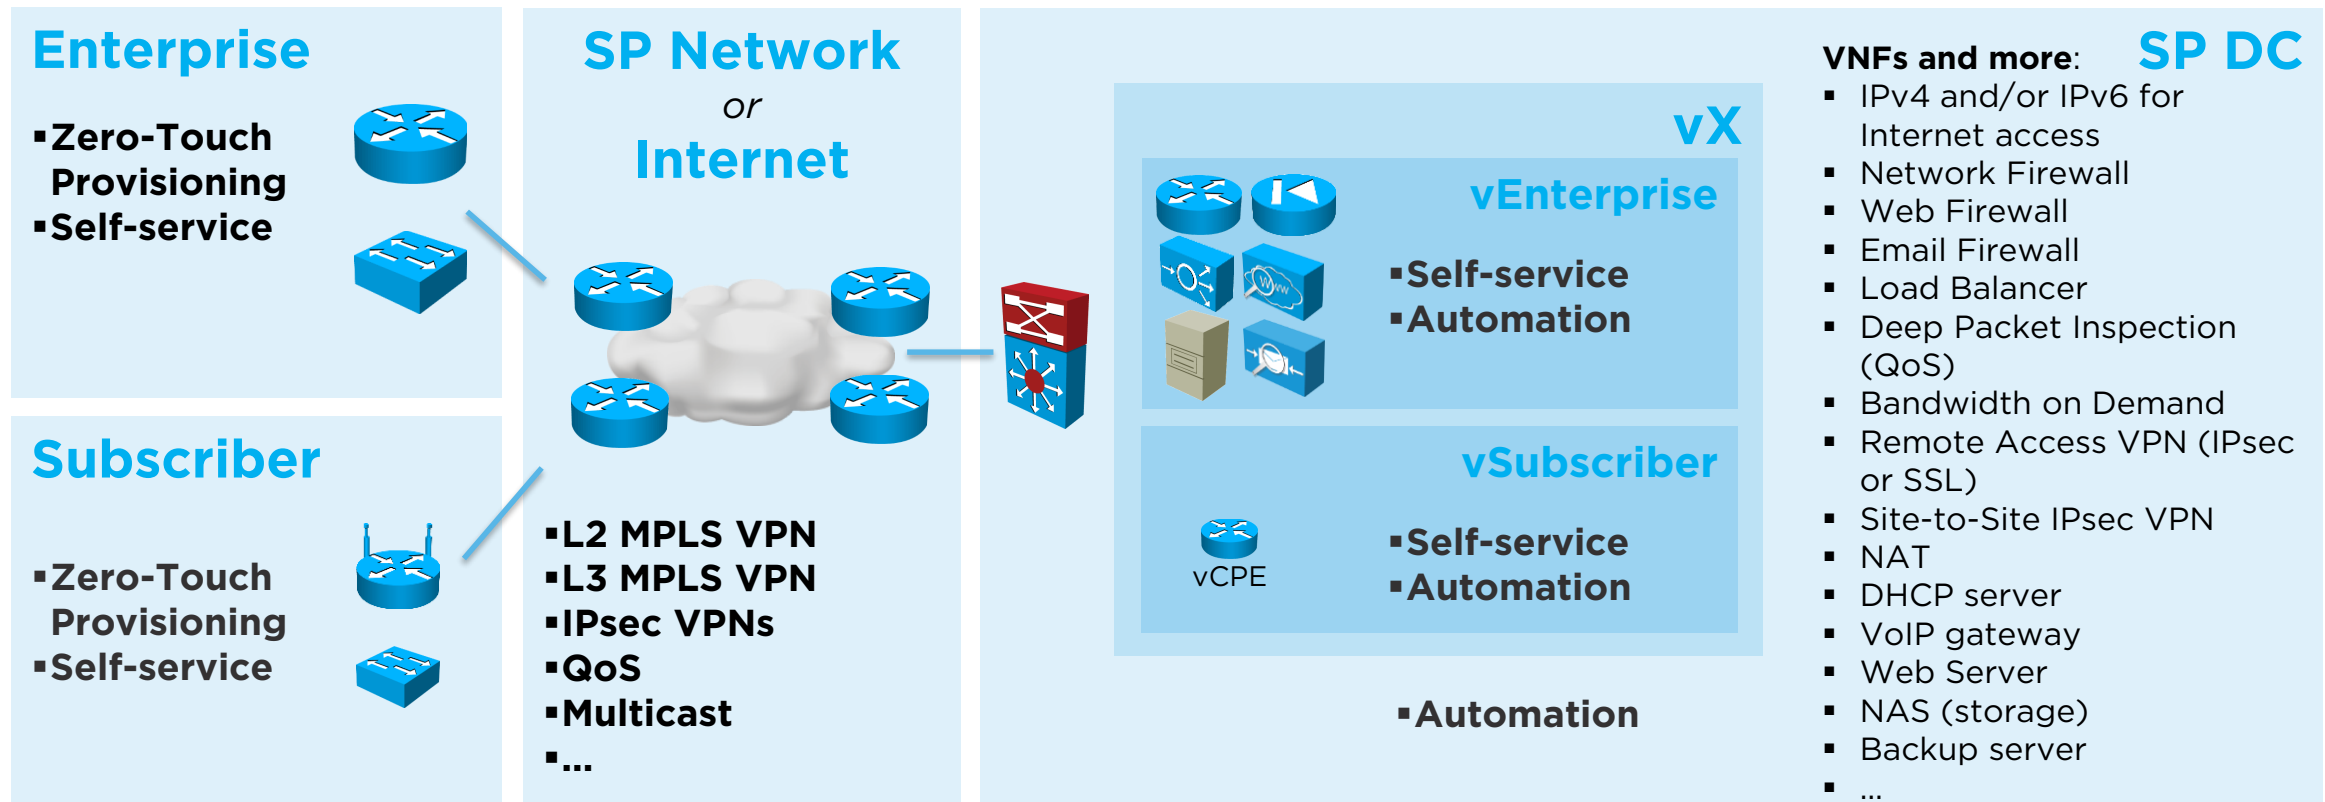 Enterprise
▪Zero-Touch
Provisioning
▪Self-service
Subscriber
▪Zero-Touch
Provisioning
▪Self-service
SP Network
or
Internet
▪L2 MPLS VPN
▪L3 MPLS VPN
▪IPsec VPNs
▪QoS
▪Multicast
▪...
vX
vEnterprise
Www
▪Self-service
▪Automation
vSubscriber
vCPE
▪Self-service
▪Automation
▪Automation
SP DC
VNFs and more:
▪ IPv4 and/or IPv6 for
Internet access
▪ Network Firewall
▪ Web Firewall
▪ Email Firewall
▪ Load Balancer
▪ Deep Packet Inspection
(QoS)
▪ Bandwidth on Demand
▪ Remote Access VPN (IPsec
or SSL)
▪ Site-to-Site IPsec VPN
▪ NAT
▪ DHCP server
▪ VoIP gateway
▪ Web Server
▪ NAS (storage)
▪ Backup server
▪ ...